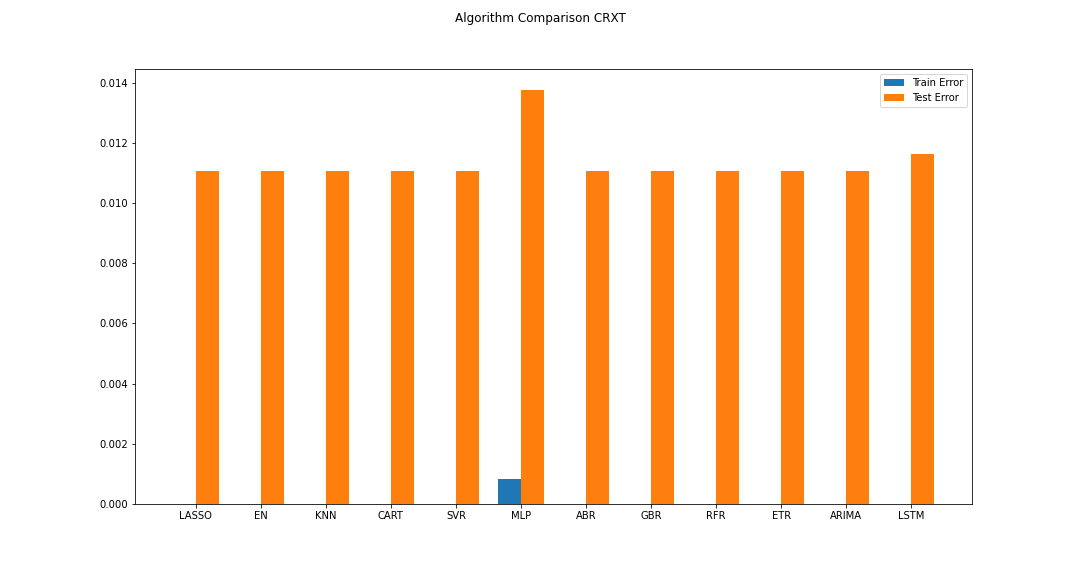 Algorithm Comparison CRXT
Train Error
Test Error
0.014
0.012
0.010
0.008
0.006
0.004
0.002
0.000
LASSO EN KNN CART SVR MLP ABR GBR RFR ETR ARIMA LSTM